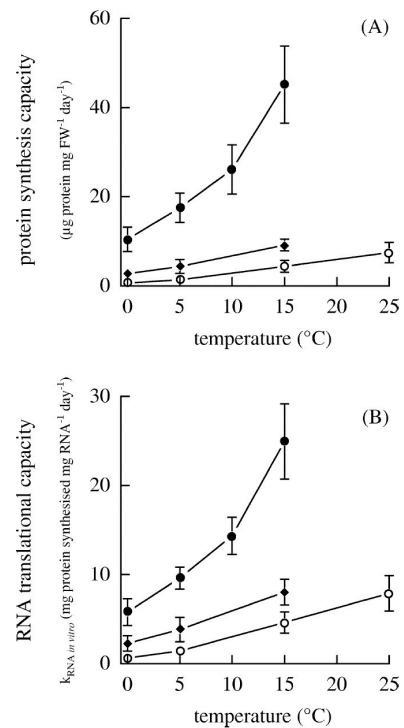 (A)
protein synthesis capacity
(µg protein mg FW⁻¹ day⁻¹)
60
40
20
0
0 5 10 15 20 25
temperature (°C)
(B)
RNA translational capacity
k_RNA in vitro (mg protein synthesised mg RNA⁻¹ day⁻¹)
30
20
10
0
0 5 10 15 20 25
temperature (°C)